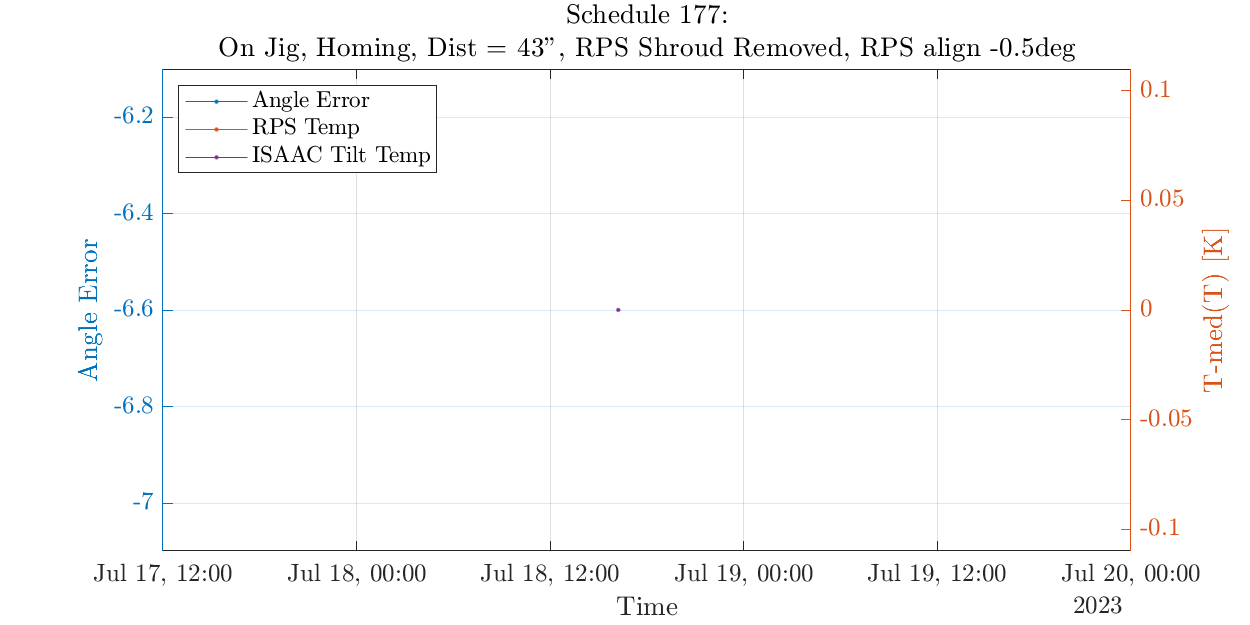 Schedule 177:
On Jig, Homing, Dist = 43”, RPS Shroud Removed, RPS align -0.5deg
Angle Error
RPS Temp
ISAAC Tilt Temp
-6.2
-6.4
-6.6
-6.8
-7
Angle Error
0.1
0.05
0
-0.05
-0.1
T-med(T) [K]
Jul 17, 12:00
Jul 18, 00:00
Jul 18, 12:00
Jul 19, 00:00
Jul 19, 12:00
Jul 20, 00:00
Time
2023